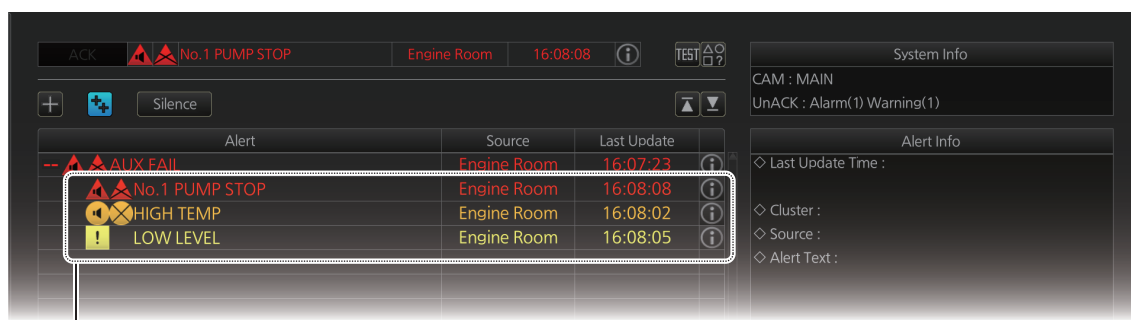 ACK No.1 PUMP STOP Engine Room 16:08:08 TEST
System Info
CAM : MAIN
UnACK : Alarm(1) Warning(1)
Silence
Alert Source Last Update
-- AUX FAIL Engine Room 16:07:23
No.1 PUMP STOP Engine Room 16:08:08
HIGH TEMP Engine Room 16:08:02
! LOW LEVEL Engine Room 16:08:05
Alert Info
◇ Last Update Time :
◇ Cluster :
◇ Source :
◇ Alert Text :